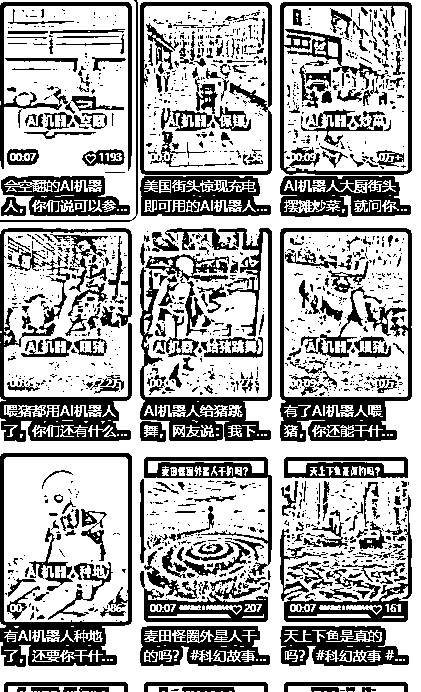 AI机器人空翻
00:07 1193
会空翻的AI机器
人，你们说可以参...
美国街头惊现充电
即可用的AI机器人...
AI机器人炒菜
00:09
AI机器人大厨街头
摆摊炒菜，就问你...
AI机器人喂猪
喂猪都用AI机器人
了，你们还有什么...
AI机器人给猪跳舞
AI机器人给猪跳
舞，网友说：我下...
AI机器人喂猪
有了AI机器人喂
猪，你还能干什...
AI机器人种地
986
有AI机器人种地
了，还要你干什...
麦田怪圈外星人干的吗？
00:07 207
麦田怪圈外星人干
的吗？#科幻故事...
天上下鱼是真的吗？
00:07 161
天上下鱼是真的
吗？#科幻故事 #...